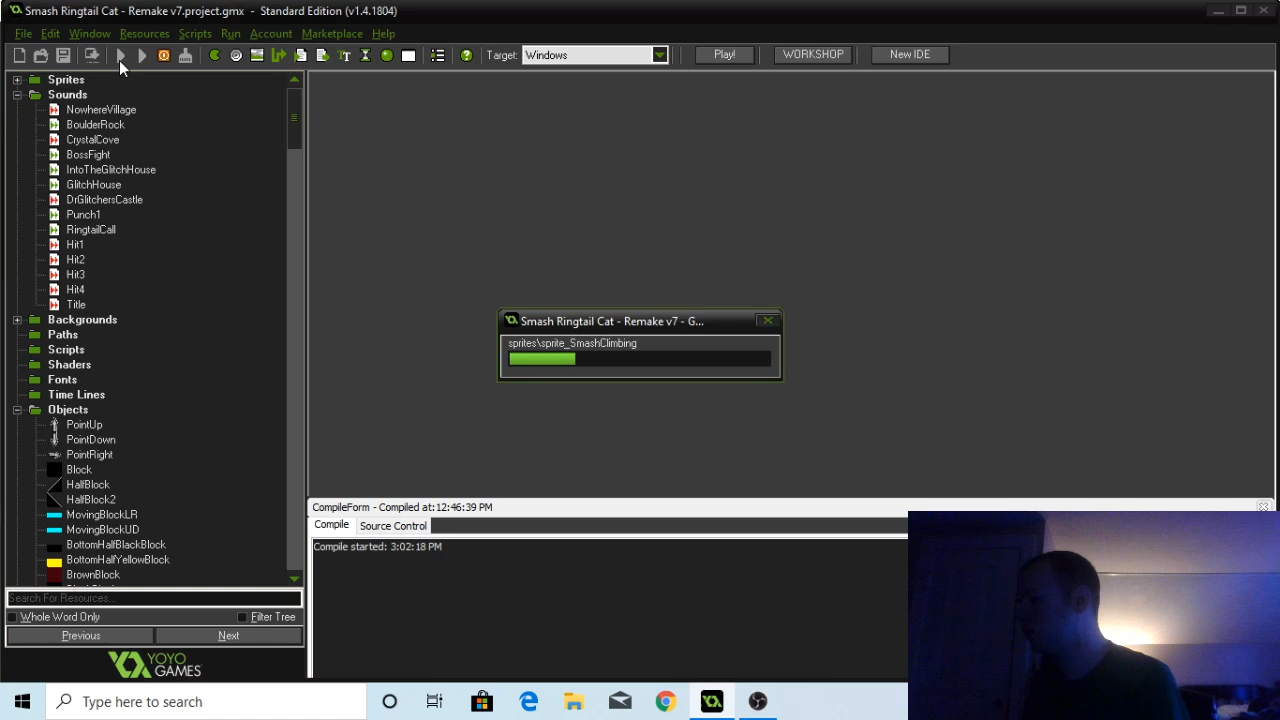 Smash Ringtail Cat - Remake v7.project.gmx - Standard Edition (v1.4.1804)
File Edit Window Resources Scripts Run Account Marketplace Help
Target: Windows Play! WORKSHOP New IDE
Sprites
Sounds
NowhereVillage
BoulderRock
CrystalCove
BossFight
IntoTheGlitchHouse
GlitchHouse
DrGlitchersCastle
Punch1
RingtailCall
Hit1
Hit2
Hit3
Hit4
Title
Backgrounds
Paths
Scripts
Shaders
Fonts
Time Lines
Objects
PointUp
PointDown
PointRight
Block
HalfBlock
HalfBlock2
MovingBlockLR
MovingBlockUD
BottomHalfBlackBlock
BottomHalfYellowBlock
BrownBlock
Search For Resources...
Whole Word Only Filter Tree
Previous Next
YOYO
GAMES
Smash Ringtail Cat - Remake v7 - G...
sprites\sprite_SmashClimbing
CompileForm - Compiled at:12:46:39 PM
Compile Source Control
Compile started: 3:02:18 PM
Type here to search